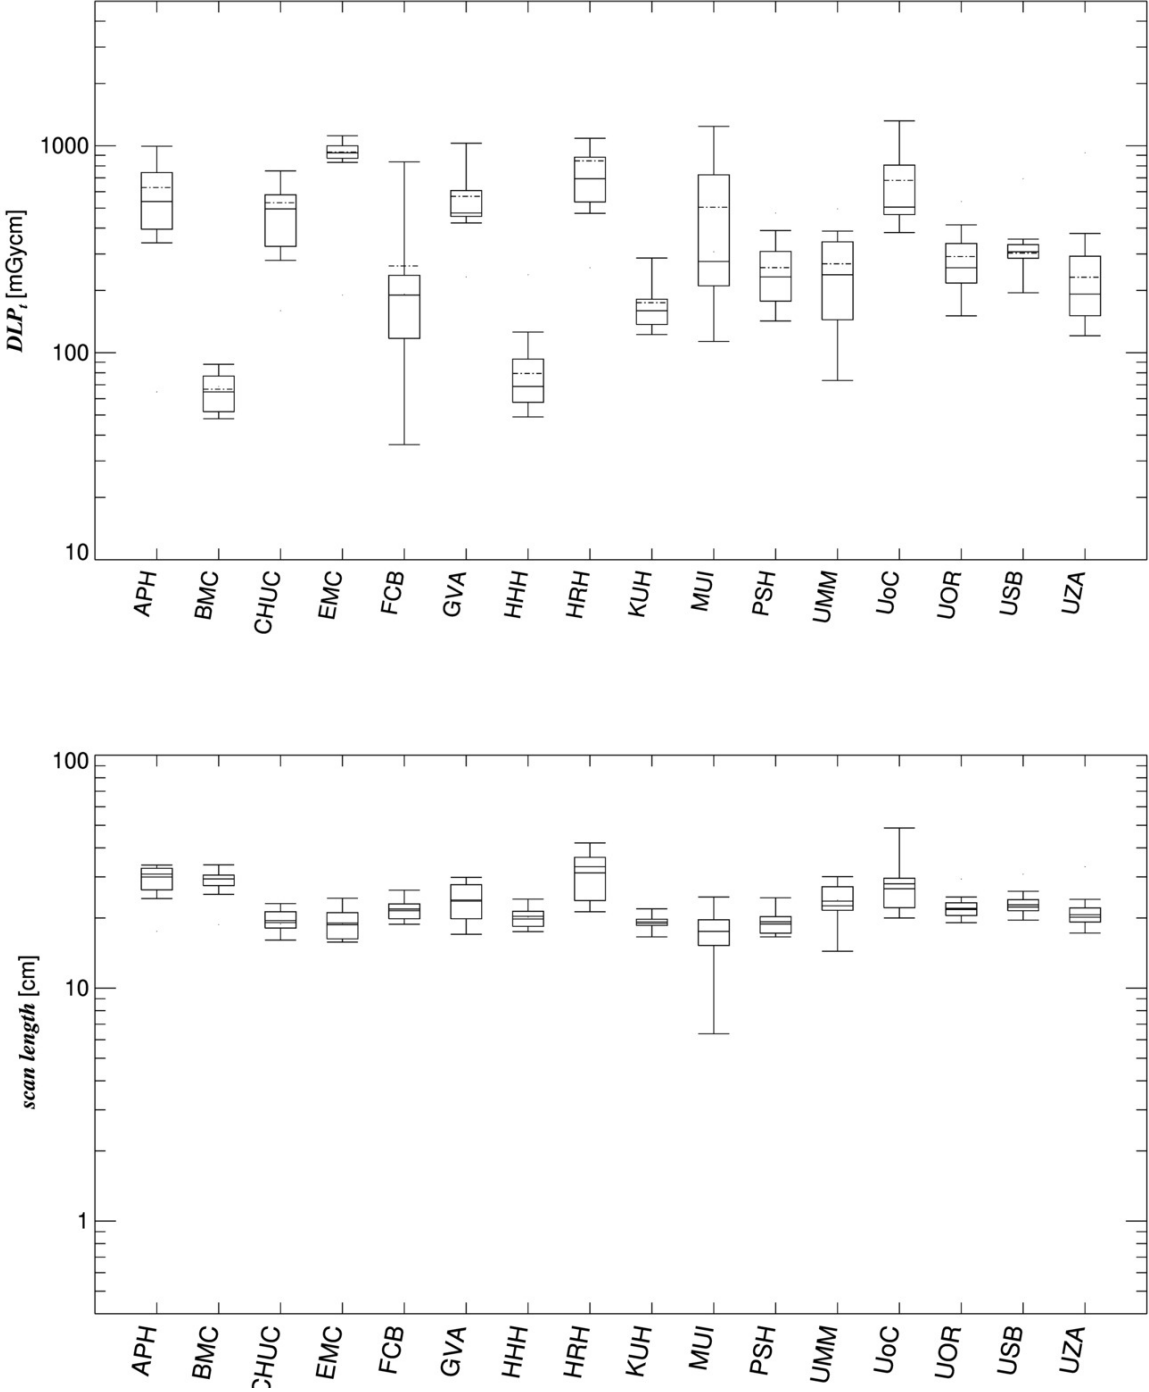 1000
100
10
DLPt [mGycm]
APH
BMC
CHUC
EMC
FCB
GVA
HHH
HRH
KUH
MUI
PSH
UMM
UoC
UOR
USB
UZA
100
10
1
scan length [cm]
APH
BMC
CHUC
EMC
FCB
GVA
HHH
HRH
KUH
MUI
PSH
UMM
UoC
UOR
USB
UZA